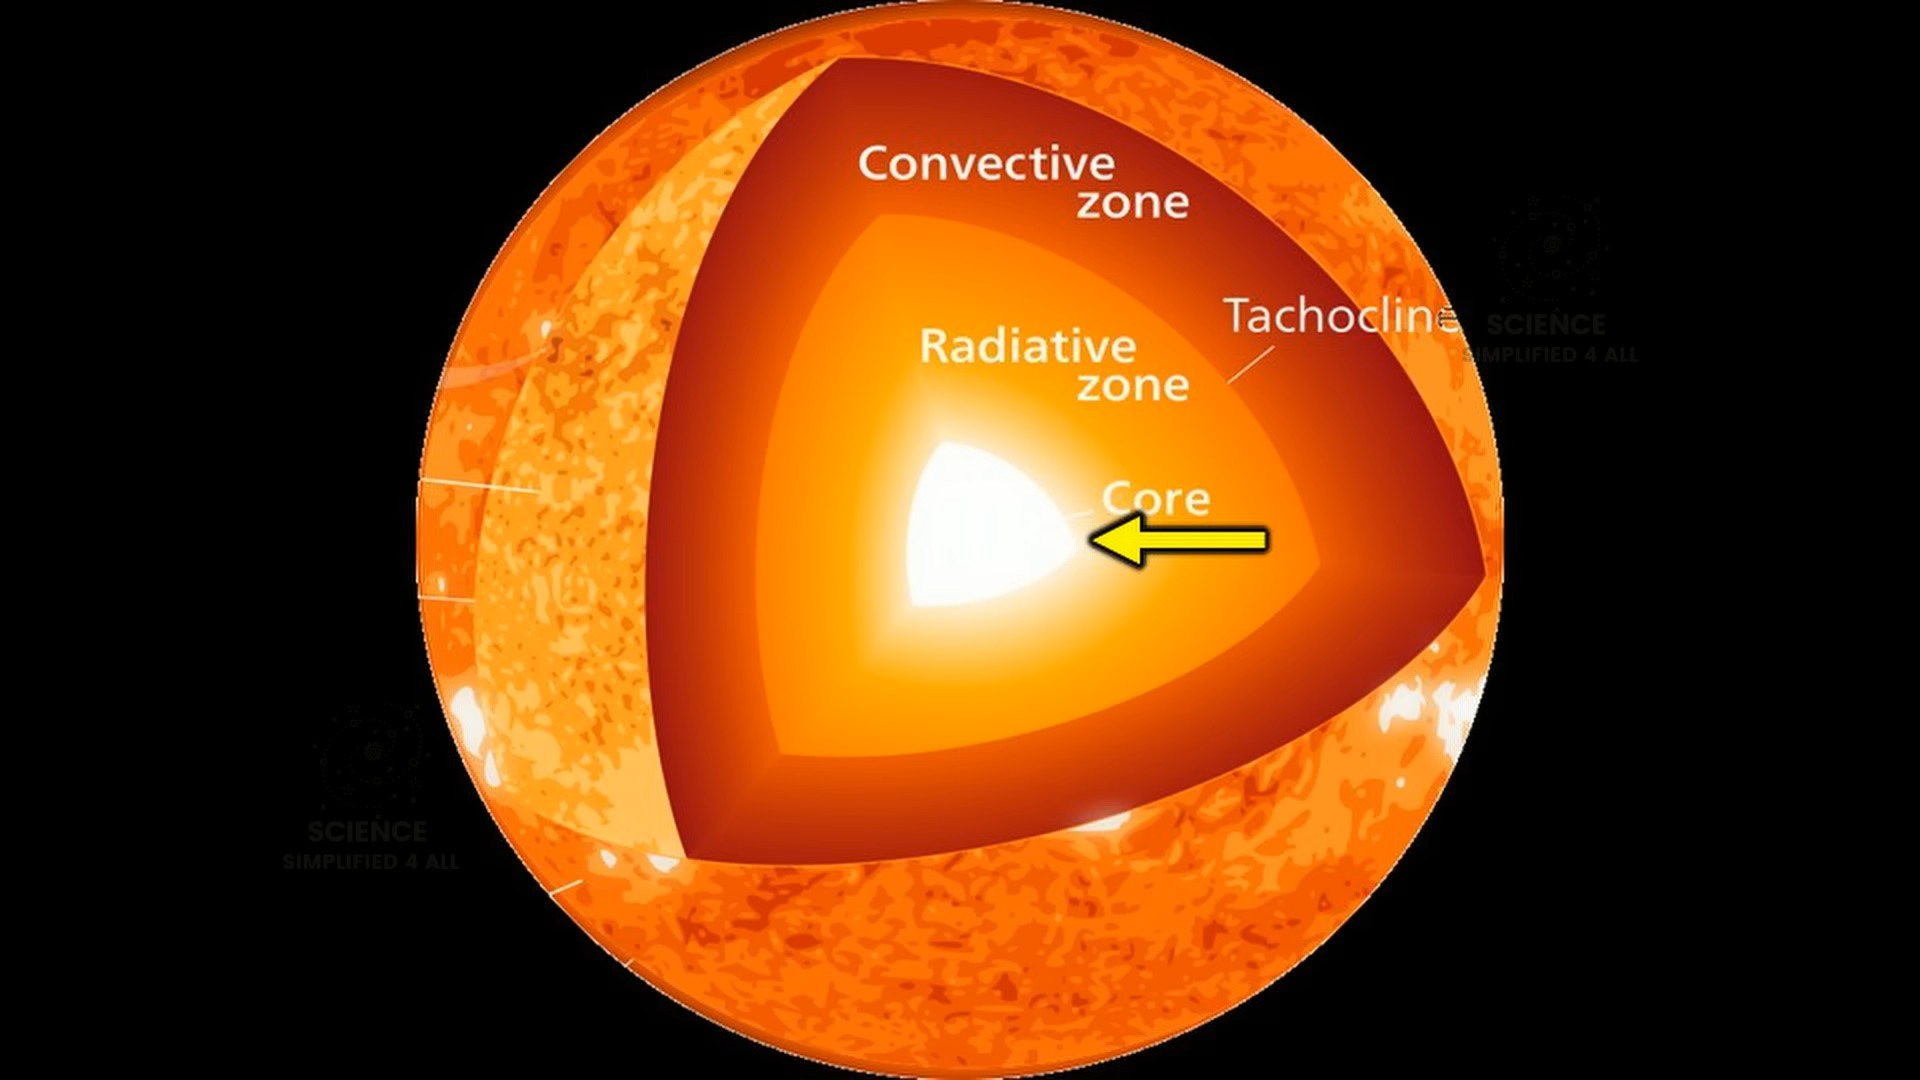 Convective
zone
Tachocline
Radiative
zone
Core
SCIENCE
SIMPLIFIED 4 ALL
SCIENCE
SIMPLIFIED 4 ALL